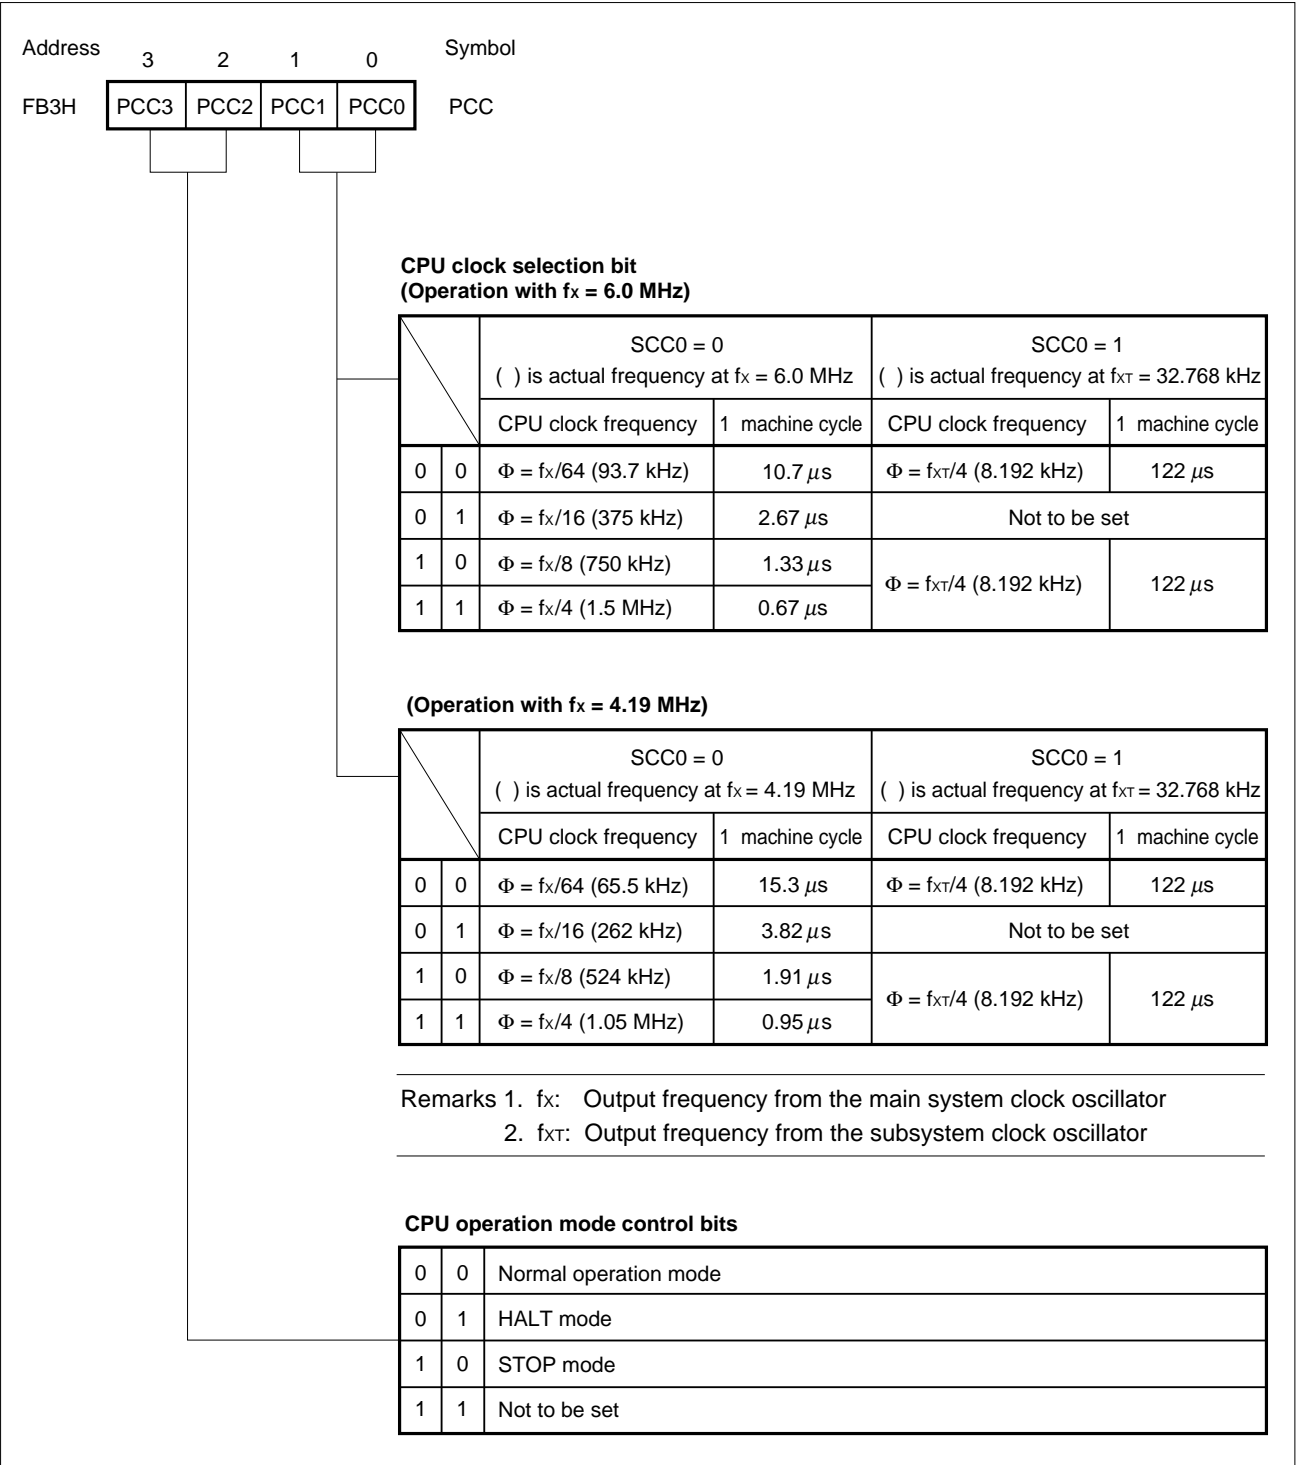 Address 3 2 1 0 Symbol
FB3H PCC3 PCC2 PCC1 PCC0 PCC
CPU clock selection bit
(Operation with fX = 6.0 MHz)
SCC0 = 0 SCC0 = 1
( ) is actual frequency at fX = 6.0 MHz ( ) is actual frequency at fXT = 32.768 kHz
CPU clock frequency 1 machine cycle CPU clock frequency 1 machine cycle
0 0 Φ = fX/64 (93.7 kHz) 10.7 μs Φ = fXT/4 (8.192 kHz) 122 μs
0 1 Φ = fX/16 (375 kHz) 2.67 μs Not to be set
1 0 Φ = fX/8 (750 kHz) 1.33 μs Φ = fXT/4 (8.192 kHz) 122 μs
1 1 Φ = fX/4 (1.5 MHz) 0.67 μs
(Operation with fX = 4.19 MHz)
SCC0 = 0 SCC0 = 1
( ) is actual frequency at fX = 4.19 MHz ( ) is actual frequency at fXT = 32.768 kHz
CPU clock frequency 1 machine cycle CPU clock frequency 1 machine cycle
0 0 Φ = fX/64 (65.5 kHz) 15.3 μs Φ = fXT/4 (8.192 kHz) 122 μs
0 1 Φ = fX/16 (262 kHz) 3.82 μs Not to be set
1 0 Φ = fX/8 (524 kHz) 1.91 μs Φ = fXT/4 (8.192 kHz) 122 μs
1 1 Φ = fX/4 (1.05 MHz) 0.95 μs
Remarks 1. fX: Output frequency from the main system clock oscillator
2. fXT: Output frequency from the subsystem clock oscillator
CPU operation mode control bits
0 0 Normal operation mode
0 1 HALT mode
1 0 STOP mode
1 1 Not to be set